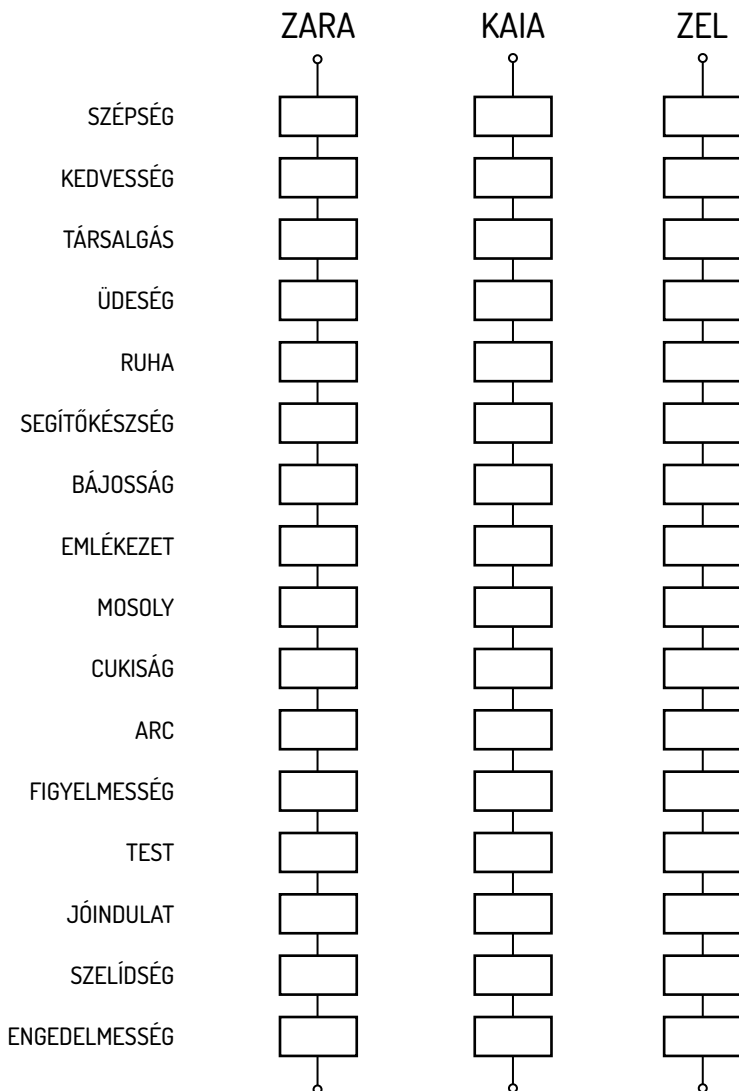 ZARA KAIA ZEL
SZÉPSÉG
KEDVESSÉG
TÁRSALGÁS
ÜDESÉG
RUHA
SEGÍTŐKÉSZSÉG
BÁJOSSÁG
EMLÉKEZET
MOSOLY
CUKISÁG
ARC
FIGYELMESSÉG
TEST
JÓINDULAT
SZELÍDSÉG
ENGEDELMESSÉG